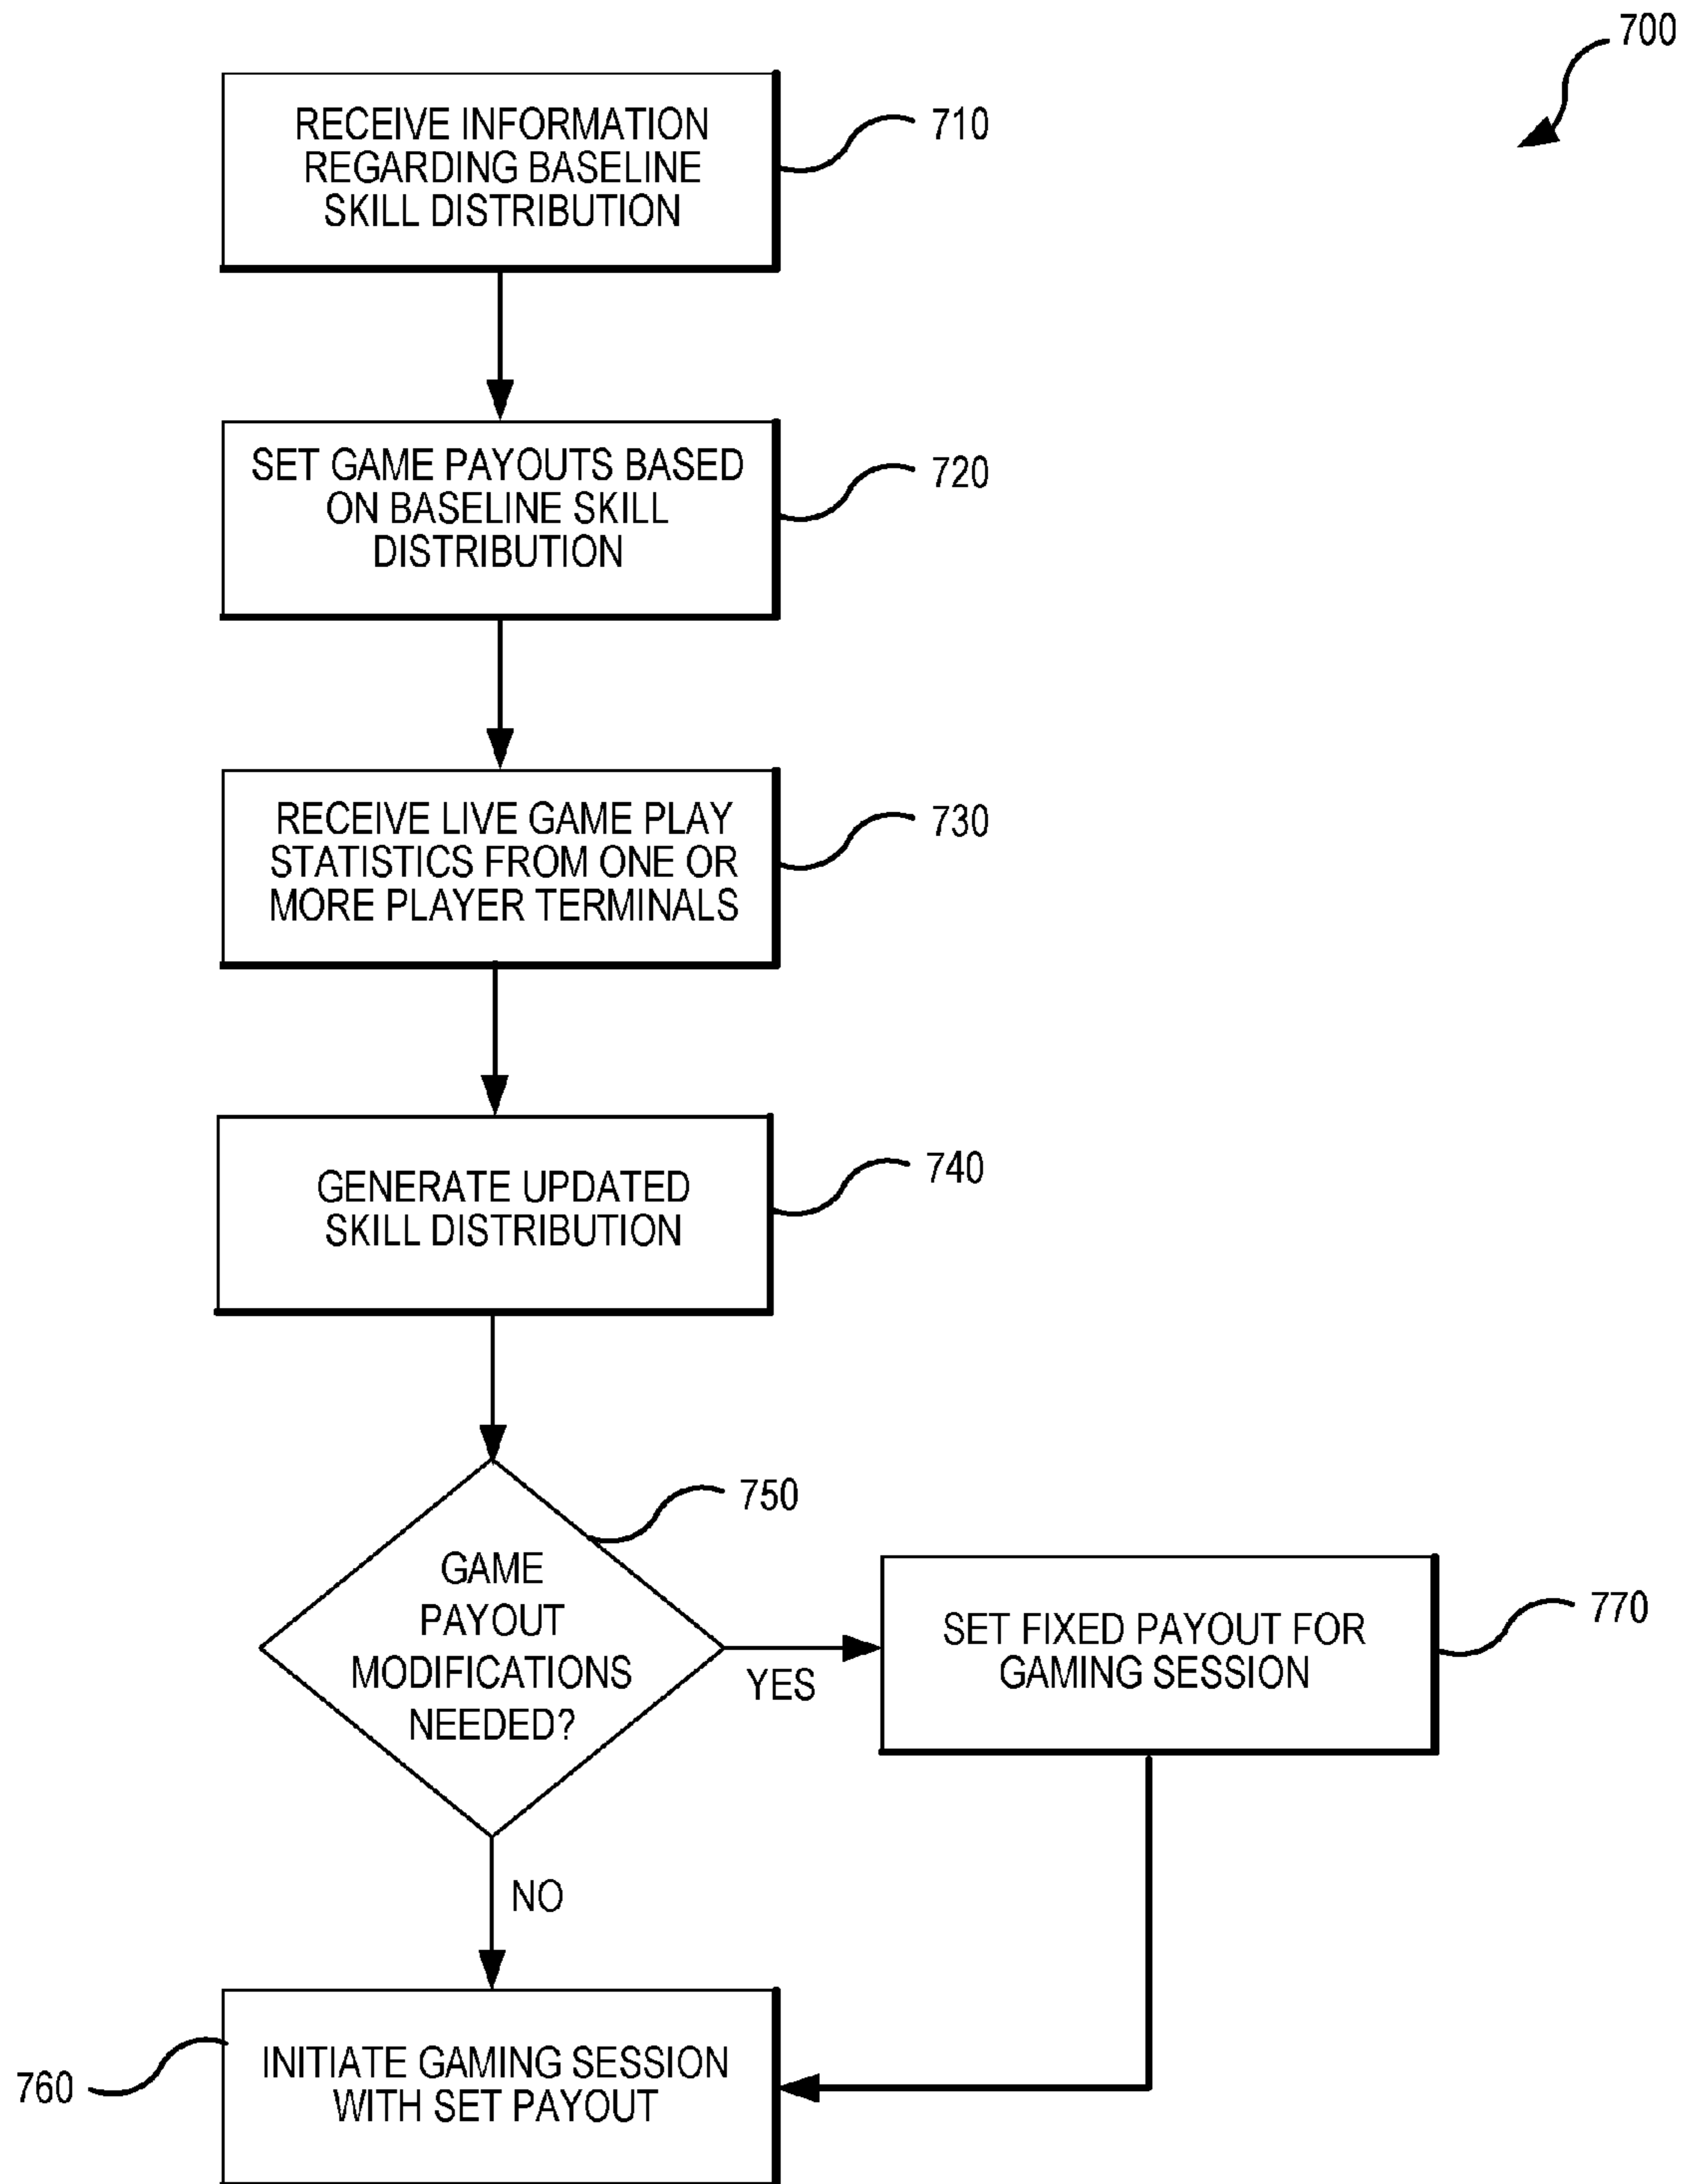 700
RECEIVE INFORMATION
REGARDING BASELINE
SKILL DISTRIBUTION
710
SET GAME PAYOUTS BASED
ON BASELINE SKILL
DISTRIBUTION
720
RECEIVE LIVE GAME PLAY
STATISTICS FROM ONE OR
MORE PLAYER TERMINALS
730
GENERATE UPDATED
SKILL DISTRIBUTION
740
750
GAME
PAYOUT
MODIFICATIONS
NEEDED?
YES
SET FIXED PAYOUT FOR
GAMING SESSION
770
NO
760
INITIATE GAMING SESSION
WITH SET PAYOUT